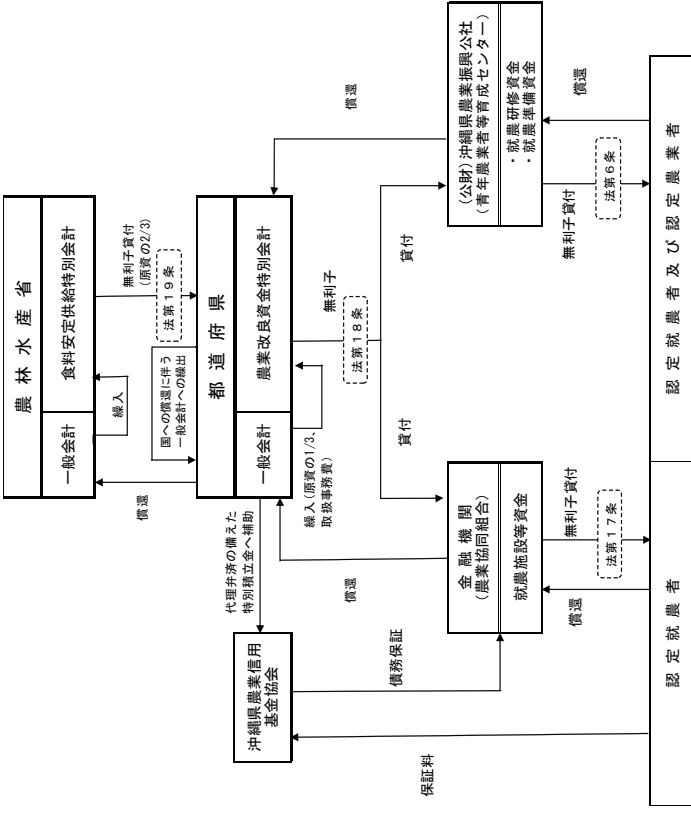 農林水産省
一般会計
食料安定供給特別会計
繰入
償還
国への償還に伴う
一般会計への繰出
無利子貸付
(原資の2/3)
法第19条
都道府県
一般会計
農業改良資金特別会計
代理弁済の備えた
特別積立金へ補助
繰入(原資の1/3、
取扱事務費)
無利子
法第18条
償還
償還
貸付
貸付
沖縄県農業信用
基金協会
債務保証
保証料
金融機関
(農業協同組合)
就農施設等資金
(公財)沖縄県農業振興公社
(青年農業者等育成センター)
・就農研修資金
・就農準備資金
償還
無利子貸付
法第17条
無利子貸付
法第6条
償還
認定就農者
認定就農者及び認定農業者